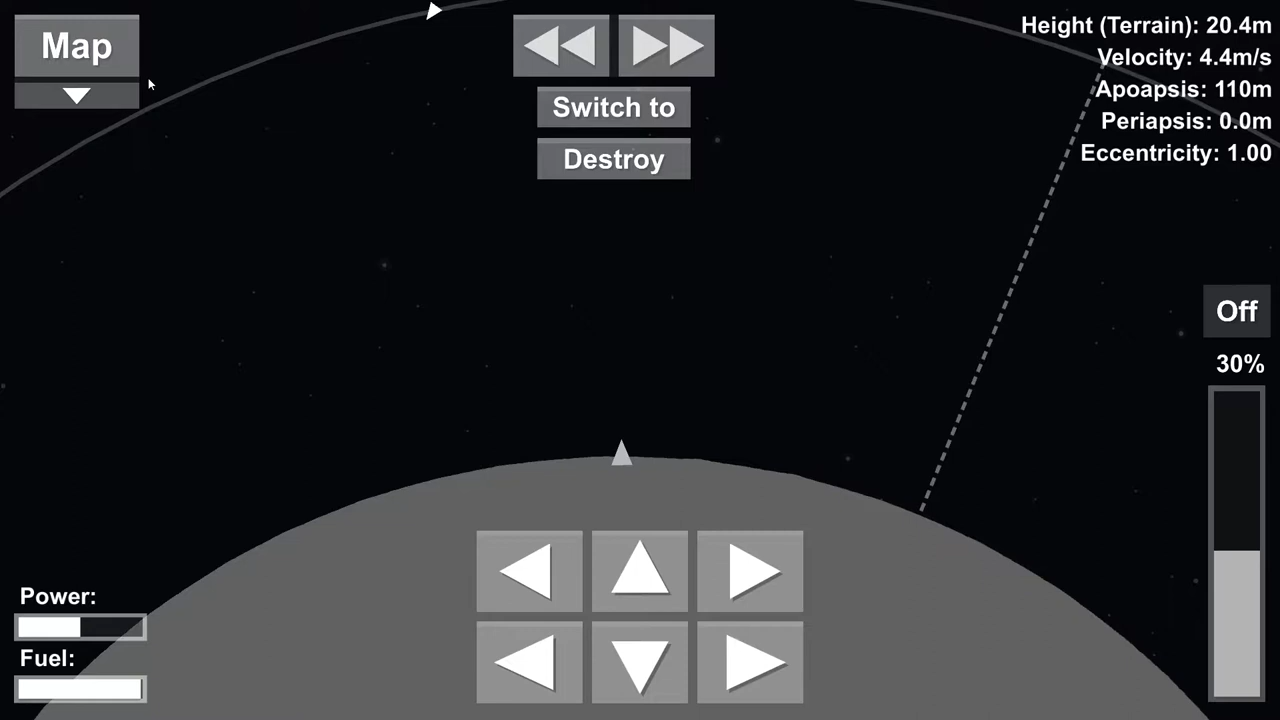 Map
Switch to
Destroy
Height (Terrain): 20.4m
Velocity: 4.4m/s
Apoapsis: 110m
Periapsis: 0.0m
Eccentricity: 1.00
Off
30%
Power:
Fuel: